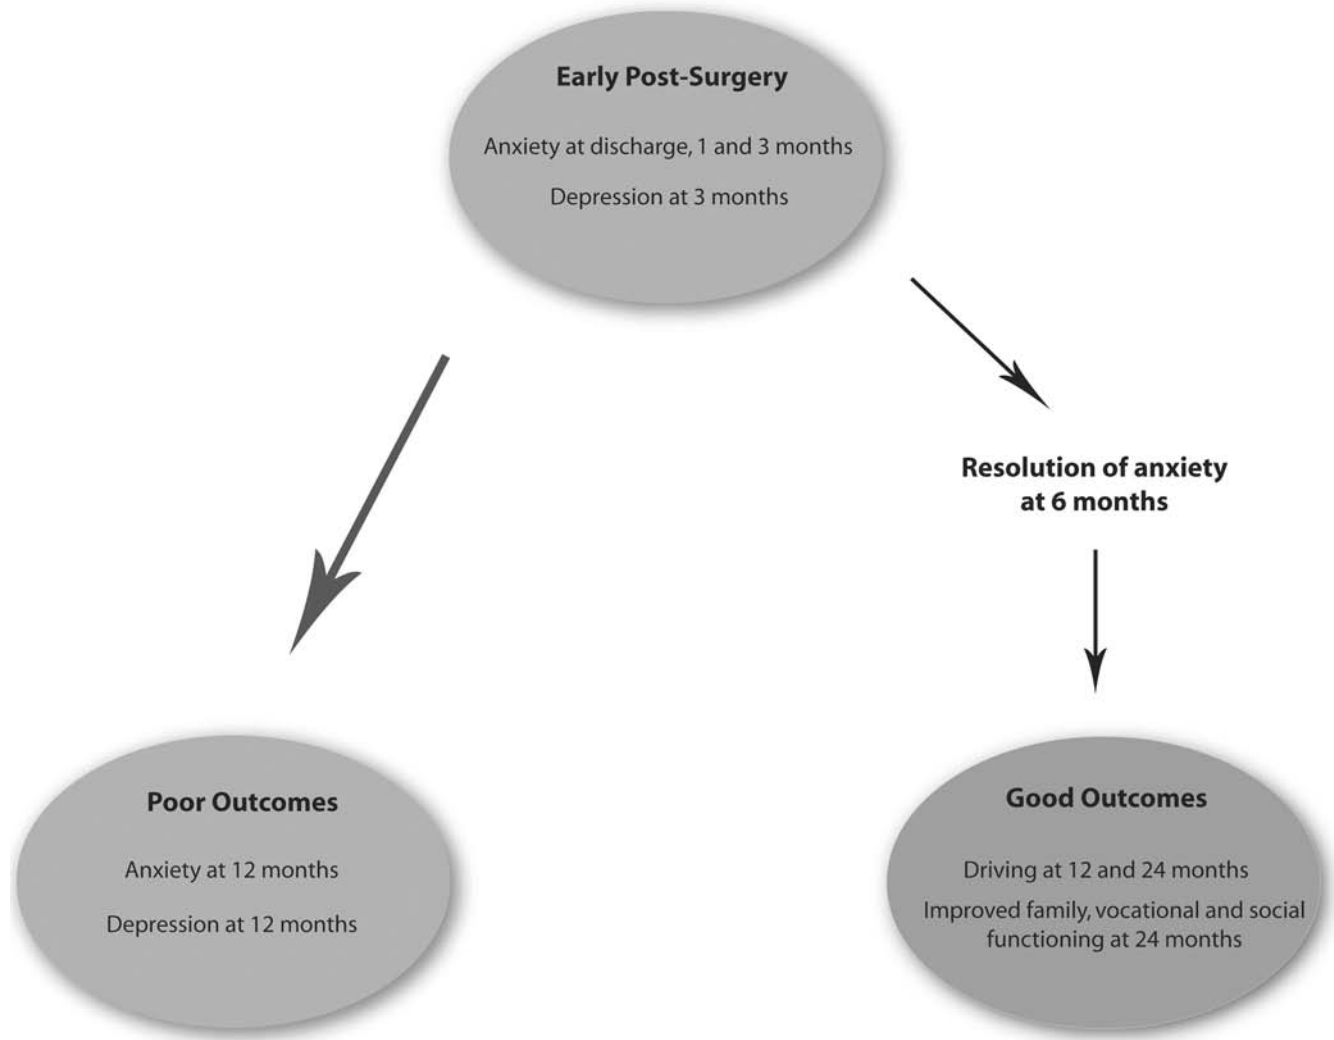 Early Post-Surgery
Anxiety at discharge, 1 and 3 months
Depression at 3 months
Resolution of anxiety
at 6 months
Poor Outcomes
Anxiety at 12 months
Depression at 12 months
Good Outcomes
Driving at 12 and 24 months
Improved family, vocational and social
functioning at 24 months